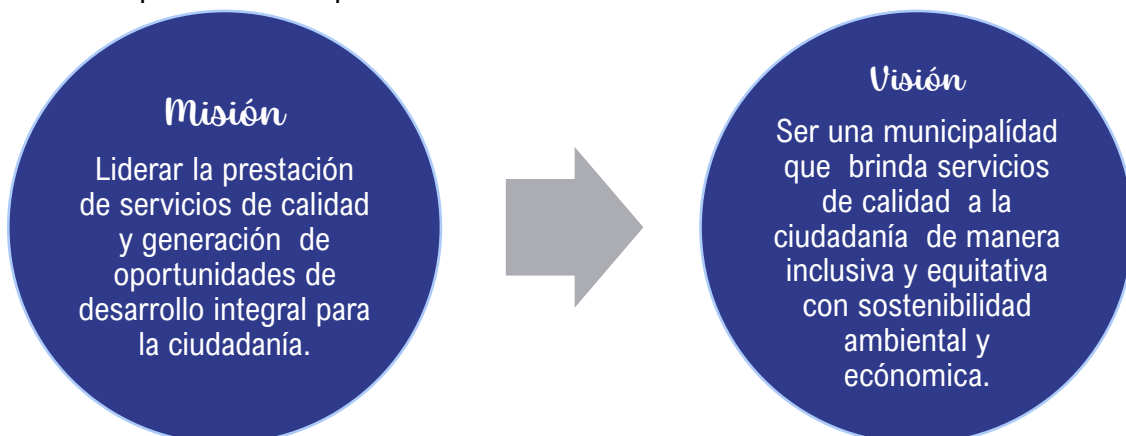 Misión
Liderar la prestación
de servicios de calidad
y generación de
oportunidades de
desarrollo integral para
la ciudadanía.
Visión
Ser una municipalídad
que brinda servicios
de calidad a la
ciudadanía de manera
inclusiva y equitativa
con sostenibilidad
ambiental y
ecónomica.